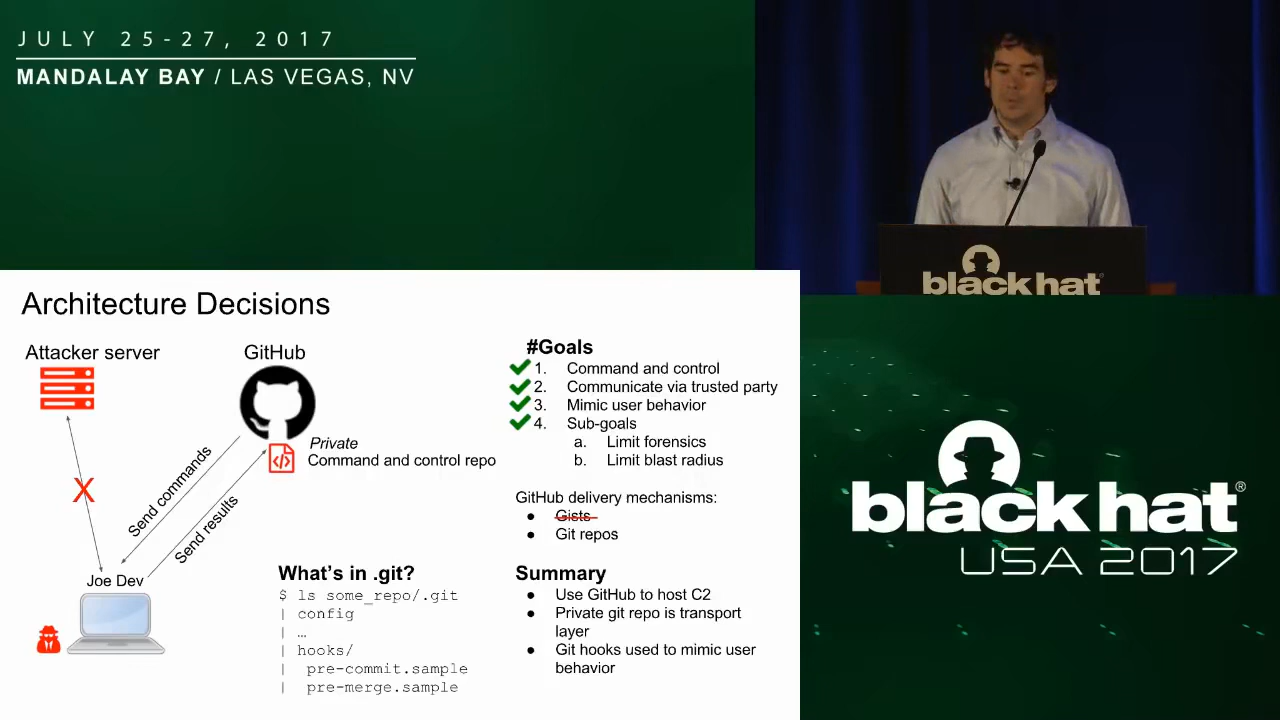 JULY 25-27, 2017
MANDALAY BAY / LAS VEGAS, NV
black hat
Architecture Decisions
Attacker server
GitHub
Private
Command and control repo
X
Send commands
Send results
Joe Dev
What's in .git?
$ ls some_repo/.git
| config
| …
| hooks/
|  pre-commit.sample
|  pre-merge.sample
#Goals
1. Command and control
2. Communicate via trusted party
3. Mimic user behavior
4. Sub-goals
a. Limit forensics
b. Limit blast radius
GitHub delivery mechanisms:
● Gists
● Git repos
Summary
● Use GitHub to host C2
● Private git repo is transport
layer
● Git hooks used to mimic user
behavior
black hat®
USA 2017